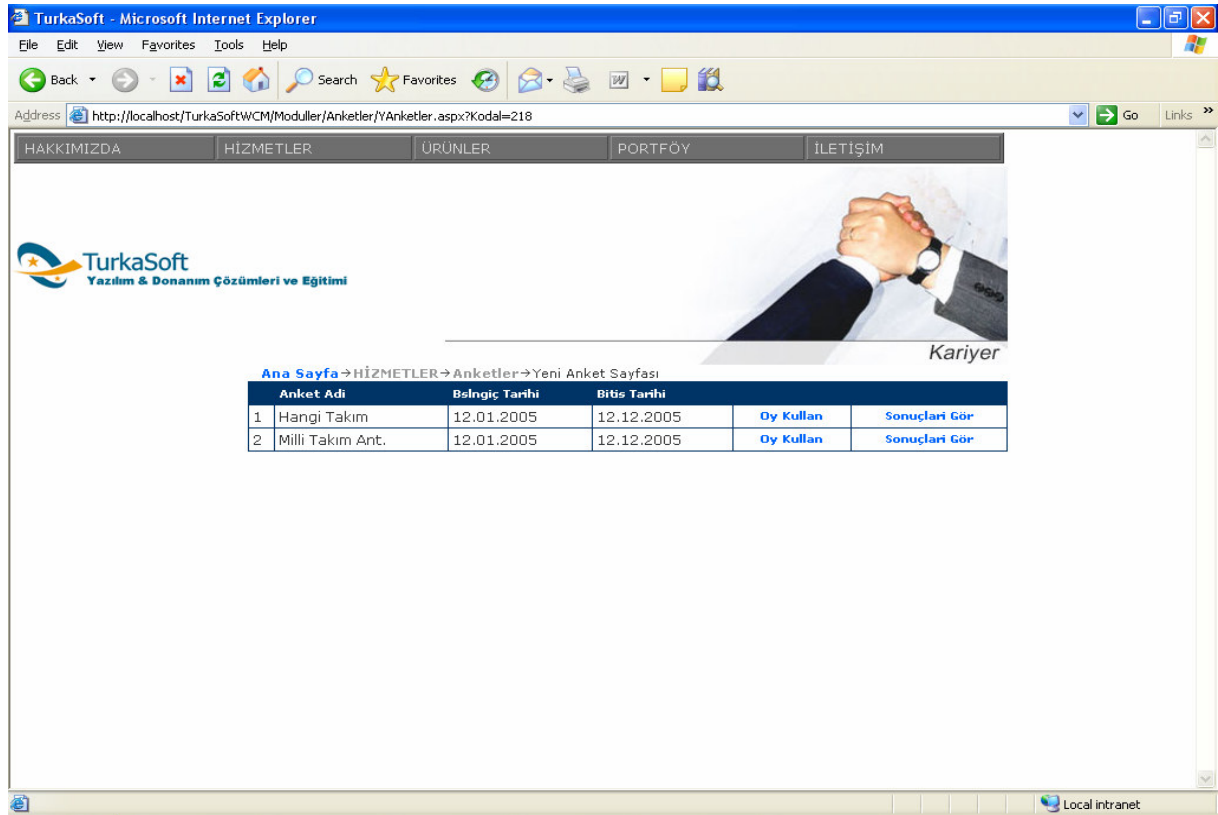 TurkaSoft - Microsoft Internet Explorer
File Edit View Favorites Tools Help
Back Search Favorites
Address http://localhost/TurkaSoftWCM/Moduller/Anketler/YAnketler.aspx?Kodal=218 Go Links »
HAKKIMIZDA HİZMETLER ÜRÜNLER PORTFÖY İLETİŞİM
TurkaSoft
Yazılım & Donanım Çözümleri ve Eğitimi
Kariyer
Ana Sayfa→HİZMETLER→Anketler→Yeni Anket Sayfası
Anket Adi Bslngiç Tarihi Bitis Tarihi
1 Hangi Takım 12.01.2005 12.12.2005 Oy Kullan Sonuçlari Gör
2 Milli Takım Ant. 12.01.2005 12.12.2005 Oy Kullan Sonuçlari Gör
Local intranet